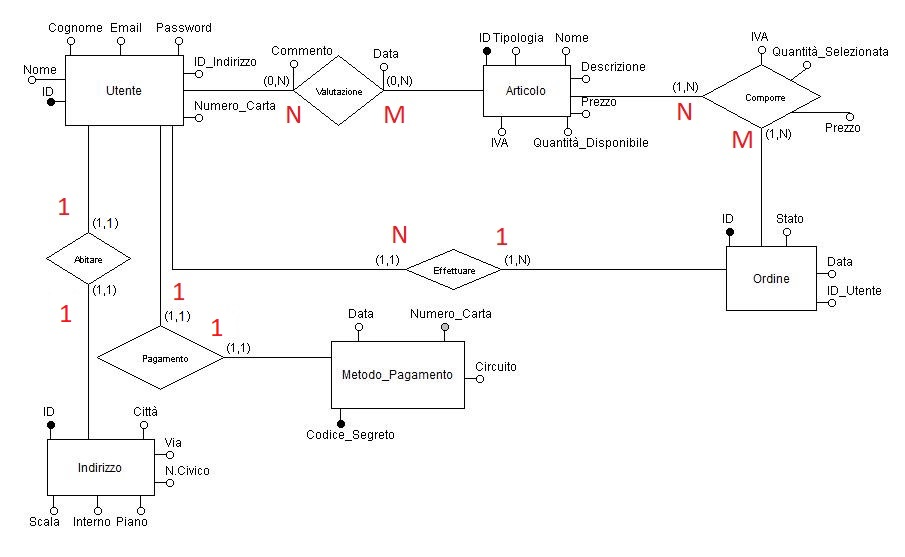 Cognome Email Password
Nome
ID
Utente
ID_Indirizzo
Numero_Carta
Commento
Data
(0,N)
Valutazione
(0,N)
N
M
ID Tipologia Nome
Articolo
Descrizione
Prezzo
IVA
Quantità_Disponibile
IVA
Quantità_Selezionata
(1,N)
Comporre
N
Prezzo
M
(1,N)
1
(1,1)
Abitare
(1,1)
1
N
(1,1)
Effettuare
1
(1,N)
ID
Stato
Ordine
Data
ID_Utente
1
(1,1)
Pagamento
1
(1,1)
Data
Numero_Carta
Metodo_Pagamento
Circuito
Codice_Segreto
ID
Città
Indirizzo
Via
N.Civico
Scala Interno Piano